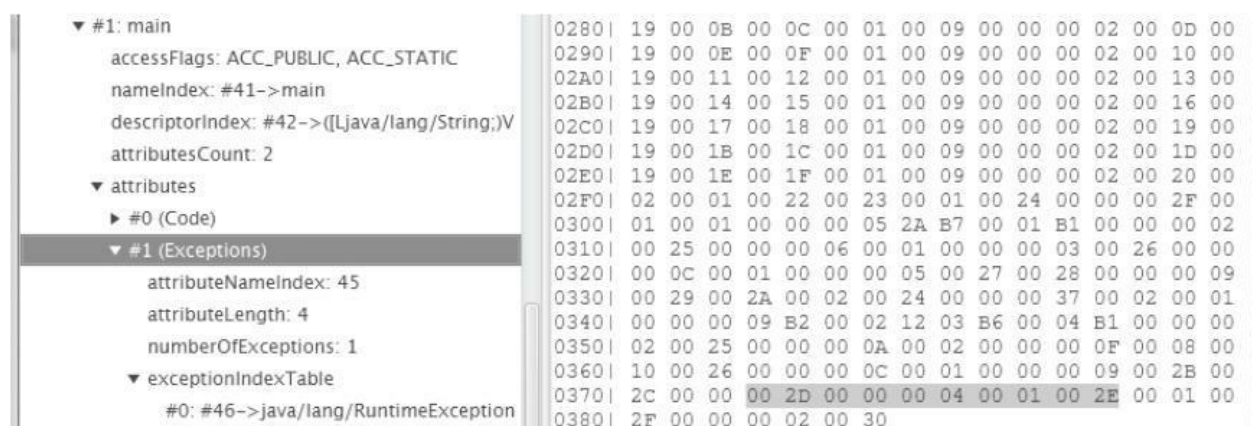 ▼ #1: main
accessFlags: ACC_PUBLIC, ACC_STATIC
nameIndex: #41->main
descriptorIndex: #42->([Ljava/lang/String;)V
attributesCount: 2
▼ attributes
▶ #0 (Code)
▼ #1 (Exceptions)
attributeNameIndex: 45
attributeLength: 4
numberOfExceptions: 1
▼ exceptionIndexTable
#0: #46->java/lang/RuntimeException
0280| 19 00 0B 00 0C 00 01 00 09 00 00 00 02 00 0D 00
0290| 19 00 0E 00 0F 00 01 00 09 00 00 00 02 00 10 00
02A0| 19 00 11 00 12 00 01 00 09 00 00 00 02 00 13 00
02B0| 19 00 14 00 15 00 01 00 09 00 00 00 02 00 16 00
02C0| 19 00 17 00 18 00 01 00 09 00 00 00 02 00 19 00
02D0| 19 00 1B 00 1C 00 01 00 09 00 00 00 02 00 1D 00
02E0| 19 00 1E 00 1F 00 01 00 09 00 00 00 02 00 20 00
02F0| 02 00 01 00 22 00 23 00 01 00 24 00 00 00 2F 00
0300| 01 00 01 00 00 00 05 2A B7 00 01 B1 00 00 00 02
0310| 00 25 00 00 00 06 00 01 00 00 00 03 00 26 00 00
0320| 00 0C 00 01 00 00 00 05 00 27 00 28 00 00 00 09
0330| 00 29 00 2A 00 02 00 24 00 00 00 37 00 02 00 01
0340| 00 00 00 09 B2 00 02 12 03 B6 00 04 B1 00 00 00
0350| 02 00 25 00 00 00 0A 00 02 00 00 00 0F 00 08 00
0360| 10 00 26 00 00 00 0C 00 01 00 00 00 09 00 2B 00
0370| 2C 00 00 00 2D 00 00 00 04 00 01 00 2E 00 01 00
0380| 2F 00 00 00 02 00 30